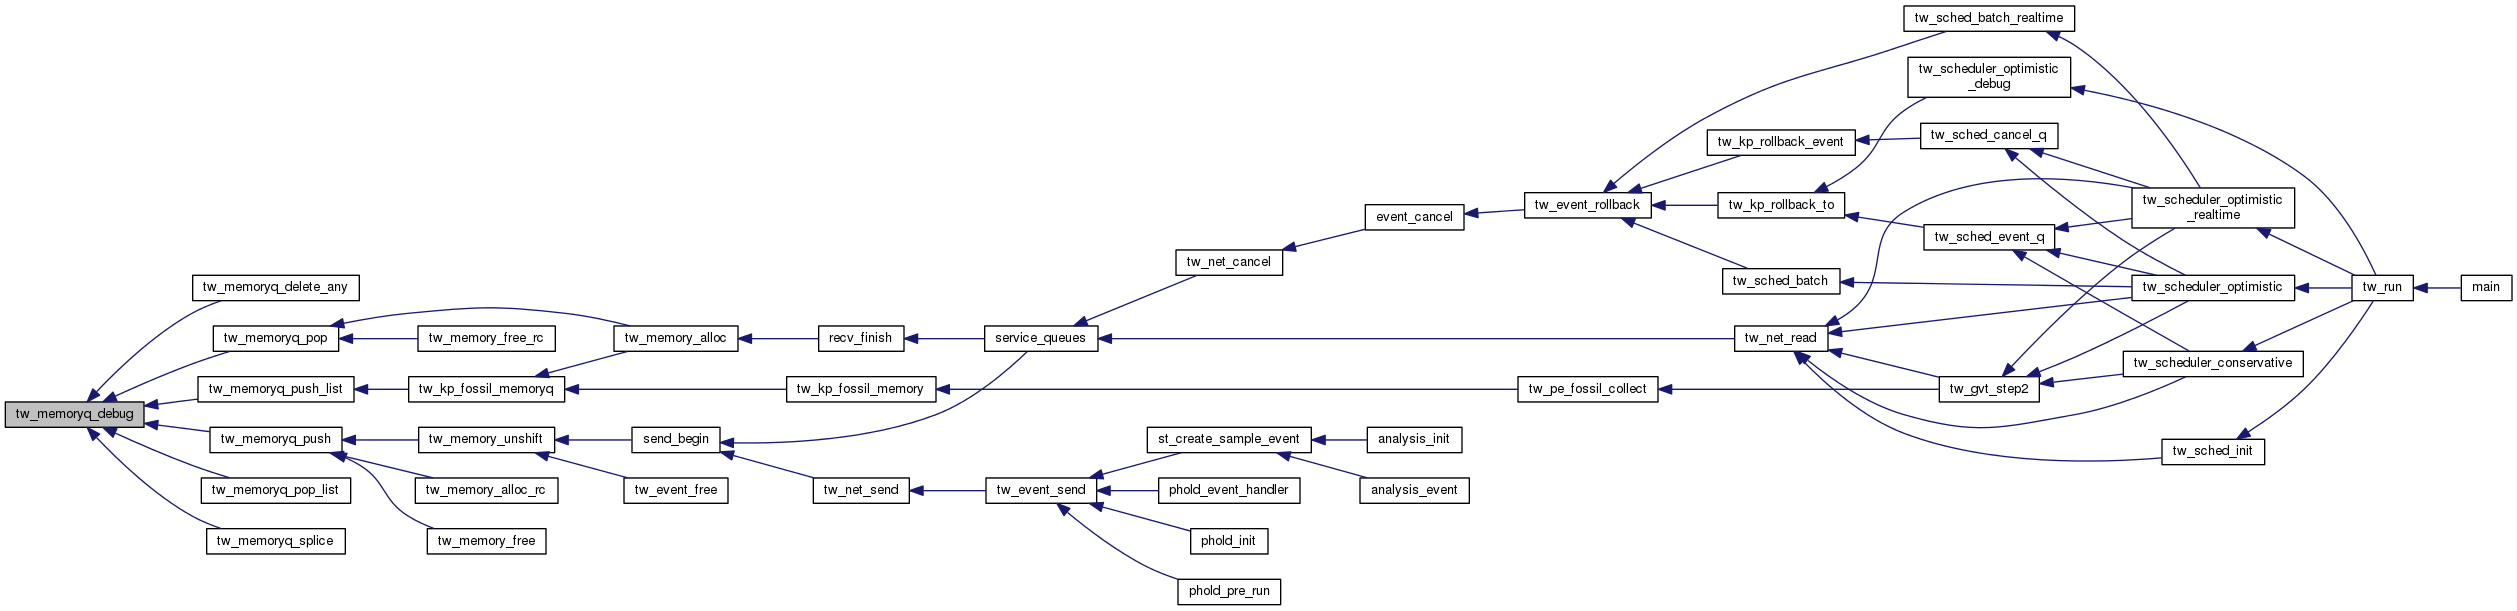 tw_sched_batch_realtime
tw_scheduler_optimistic
_debug
tw_sched_cancel_q
tw_kp_rollback_event
tw_scheduler_optimistic
_realtime
tw_event_rollback
tw_kp_rollback_to
event_cancel
tw_sched_event_q
tw_net_cancel
tw_sched_batch
tw_memoryq_delete_any
tw_scheduler_optimistic
tw_run
main
tw_memoryq_pop
tw_memory_free_rc
tw_memory_alloc
recv_finish
service_queues
tw_net_read
tw_scheduler_conservative
tw_memoryq_push_list
tw_kp_fossil_memoryq
tw_kp_fossil_memory
tw_pe_fossil_collect
tw_gvt_step2
tw_memoryq_debug
tw_memoryq_push
tw_memory_unshift
send_begin
st_create_sample_event
analysis_init
tw_sched_init
tw_memoryq_pop_list
tw_memory_alloc_rc
tw_event_free
tw_net_send
tw_event_send
phold_event_handler
analysis_event
tw_memoryq_splice
tw_memory_free
phold_init
phold_pre_run